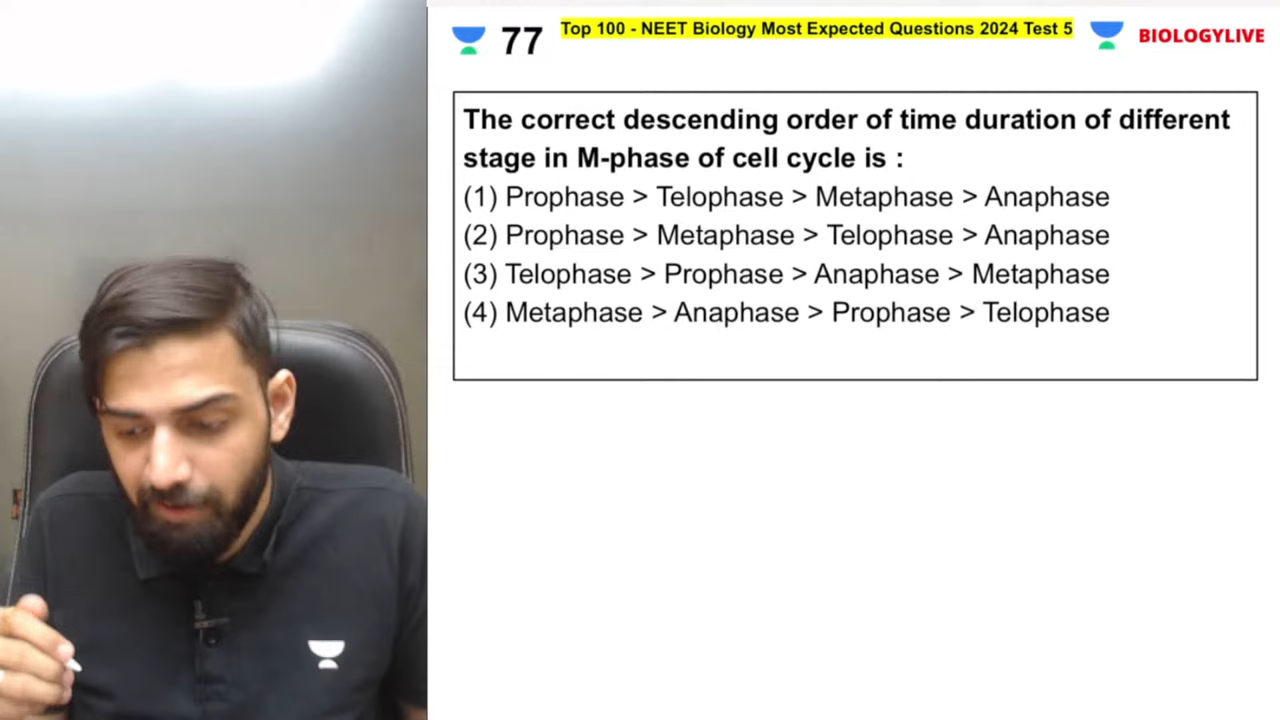 77
Top 100 - NEET Biology Most Expected Questions 2024 Test 5
BIOLOGYLIVE
The correct descending order of time duration of different
stage in M-phase of cell cycle is :
(1) Prophase > Telophase > Metaphase > Anaphase
(2) Prophase > Metaphase > Telophase > Anaphase
(3) Telophase > Prophase > Anaphase > Metaphase
(4) Metaphase > Anaphase > Prophase > Telophase